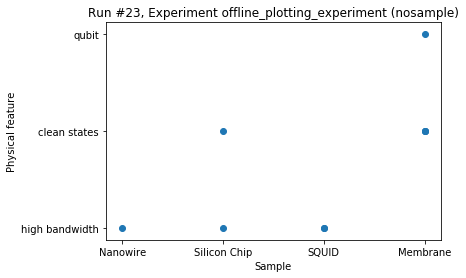 Run #23, Experiment offline_plotting_experiment (nosample)
qubit
clean states
high bandwidth
Physical feature
Nanowire Silicon Chip SQUID Membrane
Sample